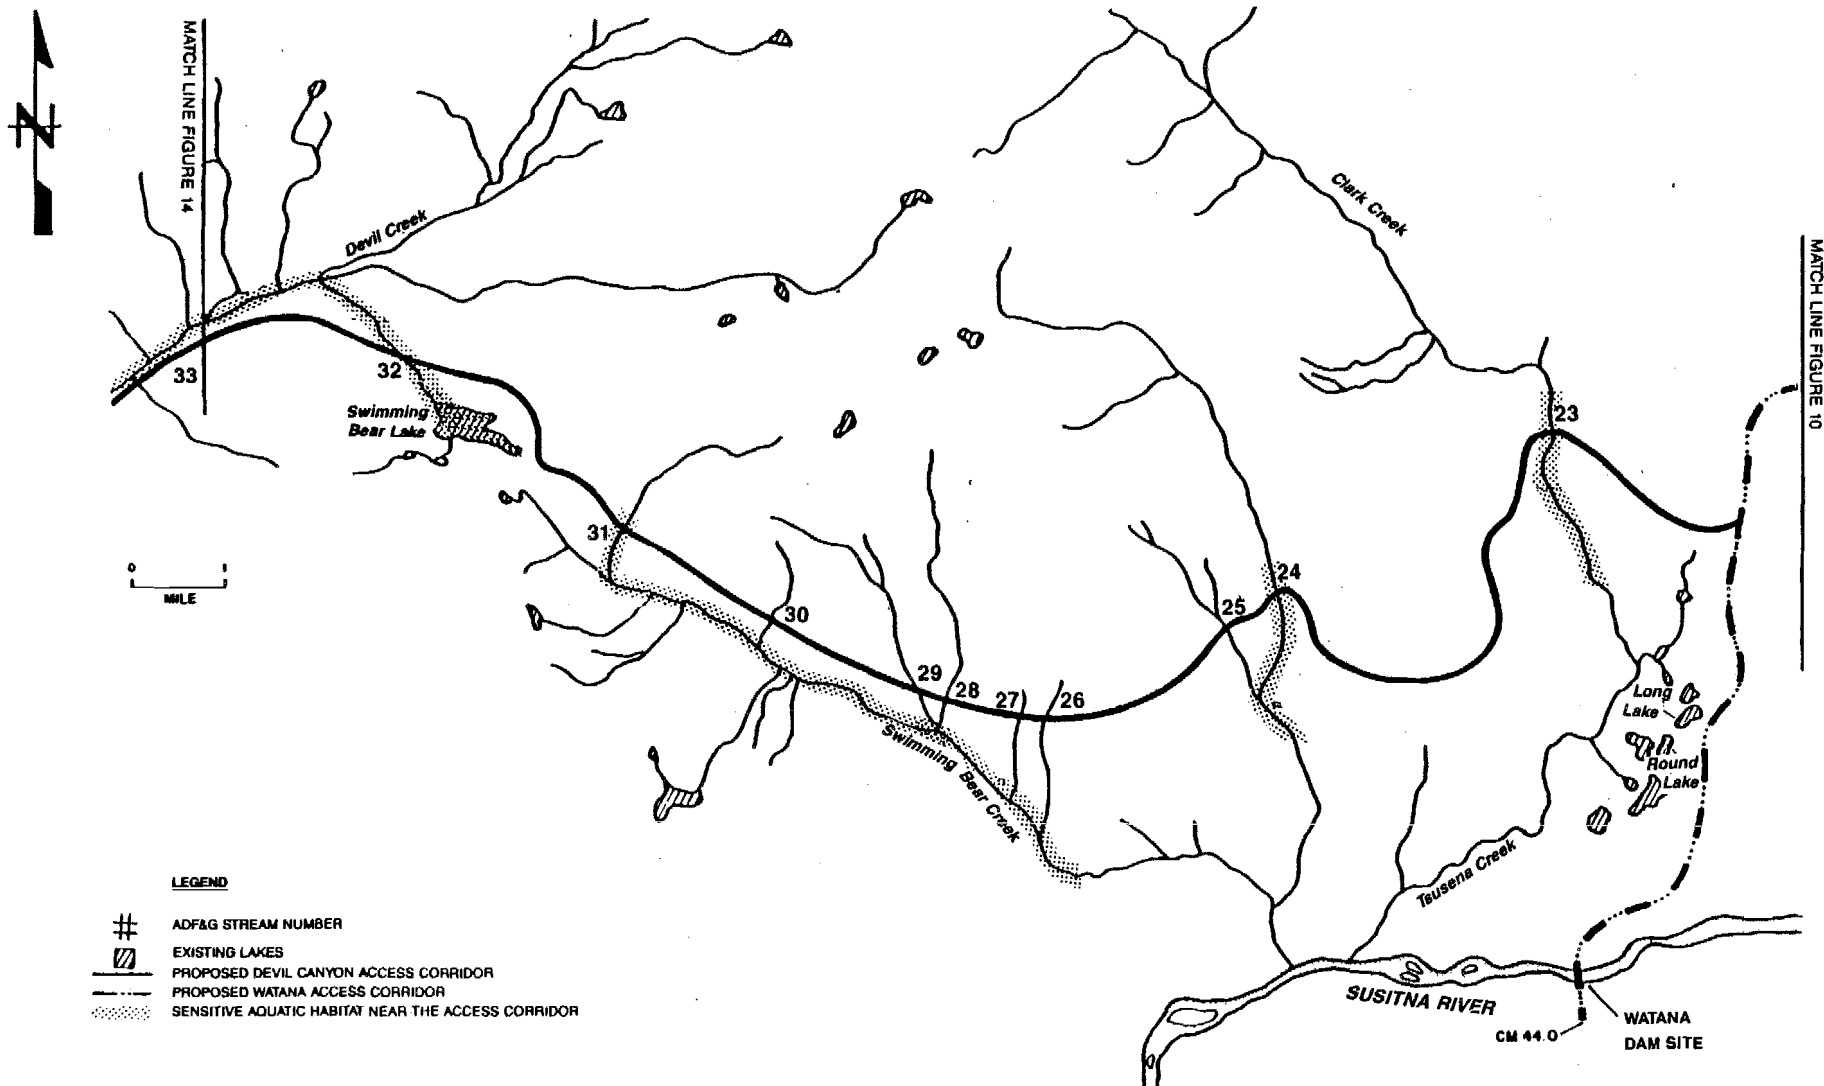 N
MATCH LINE FIGURE 14
Devil Creek
Clark Creek
MATCH LINE FIGURE 10
33
32
23
Swimming
Bear Lake
31
24
25
30
29
28
27
26
0 1
MILE
Long
Lake
Round
Lake
Swimming Bear Creek
Tsusena Creek
LEGEND
# ADF&G STREAM NUMBER
EXISTING LAKES
PROPOSED DEVIL CANYON ACCESS CORRIDOR
PROPOSED WATANA ACCESS CORRIDOR
SENSITIVE AQUATIC HABITAT NEAR THE ACCESS CORRIDOR
SUSITNA RIVER
CM 44.0
WATANA
DAM SITE